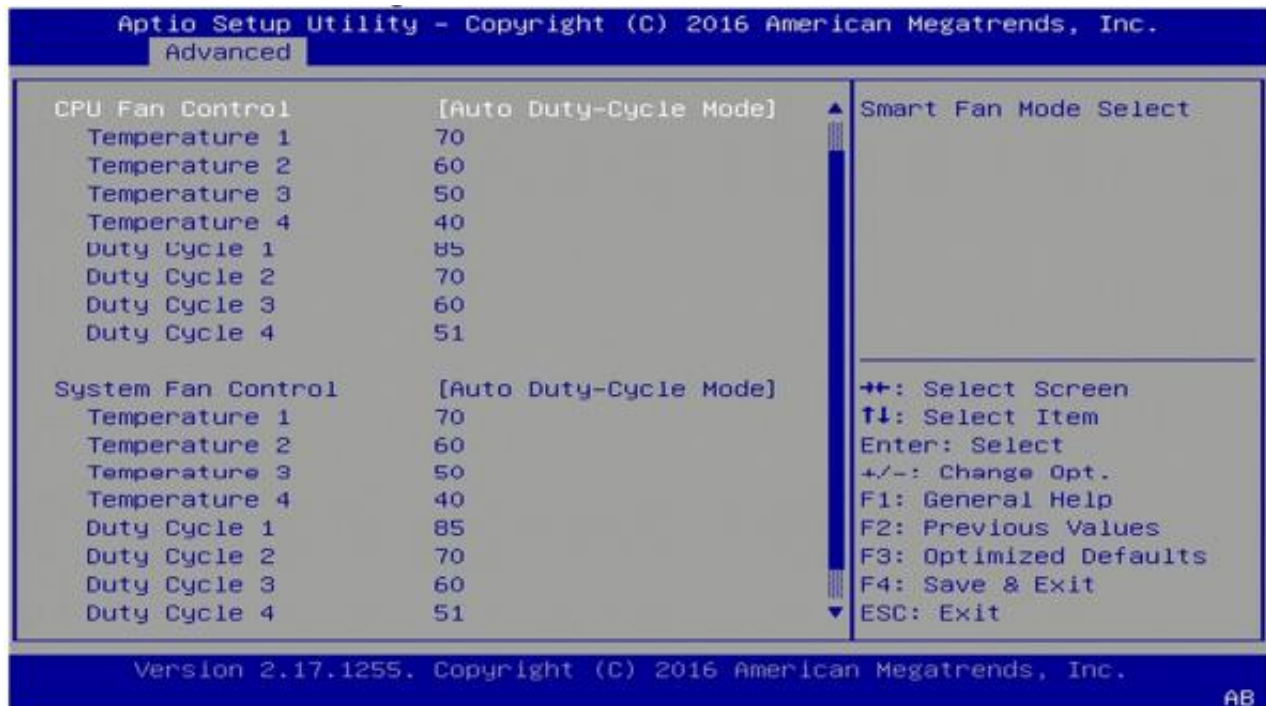 Aptio Setup Utility – Copyright (C) 2016 American Megatrends, Inc.
Advanced
CPU Fan Control [Auto Duty-Cycle Mode]
Temperature 1 70
Temperature 2 60
Temperature 3 50
Temperature 4 40
Duty Cycle 1 85
Duty Cycle 2 70
Duty Cycle 3 60
Duty Cycle 4 51
System Fan Control [Auto Duty-Cycle Mode]
Temperature 1 70
Temperature 2 60
Temperature 3 50
Temperature 4 40
Duty Cycle 1 85
Duty Cycle 2 70
Duty Cycle 3 60
Duty Cycle 4 51
Smart Fan Mode Select
→←: Select Screen
↑↓: Select Item
Enter: Select
+/-: Change Opt.
F1: General Help
F2: Previous Values
F3: Optimized Defaults
F4: Save & Exit
ESC: Exit
Version 2.17.1255. Copyright (C) 2016 American Megatrends, Inc.
AB